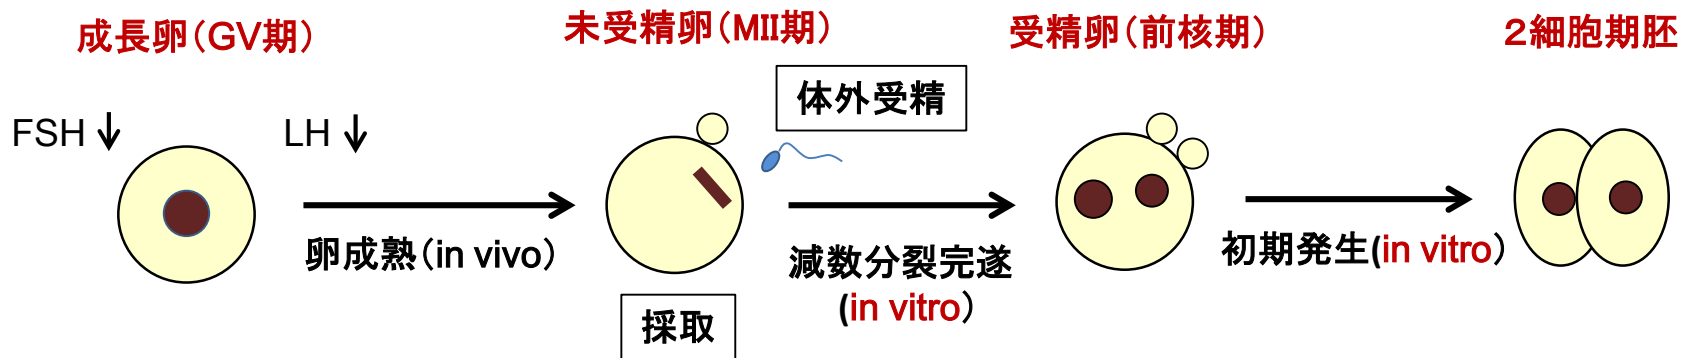 成長卵（GV期）
未受精卵（MII期）
受精卵（前核期）
２細胞期胚
体外受精
FSH ↓
LH ↓
卵成熟（in vivo）
減数分裂完遂
(in vitro）
初期発生(in vitro）
採取